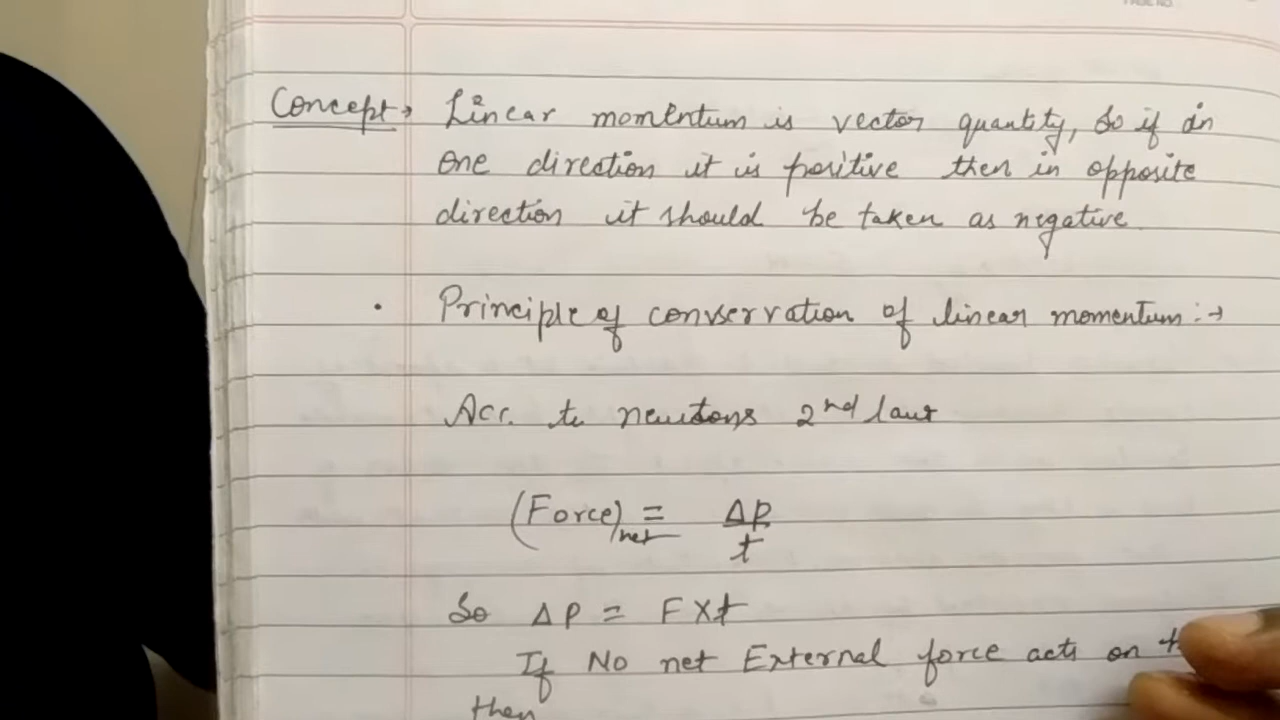 Concept → Linear momentum is vector quantity, So if in
one direction it is positive then in opposite
direction it should be taken as negative.
• Principle of conservation of linear momentum :→
Acc. to newtons 2nd law
(Force)net = ΔP/t
So ΔP = F×t
If No net External force acts on
then